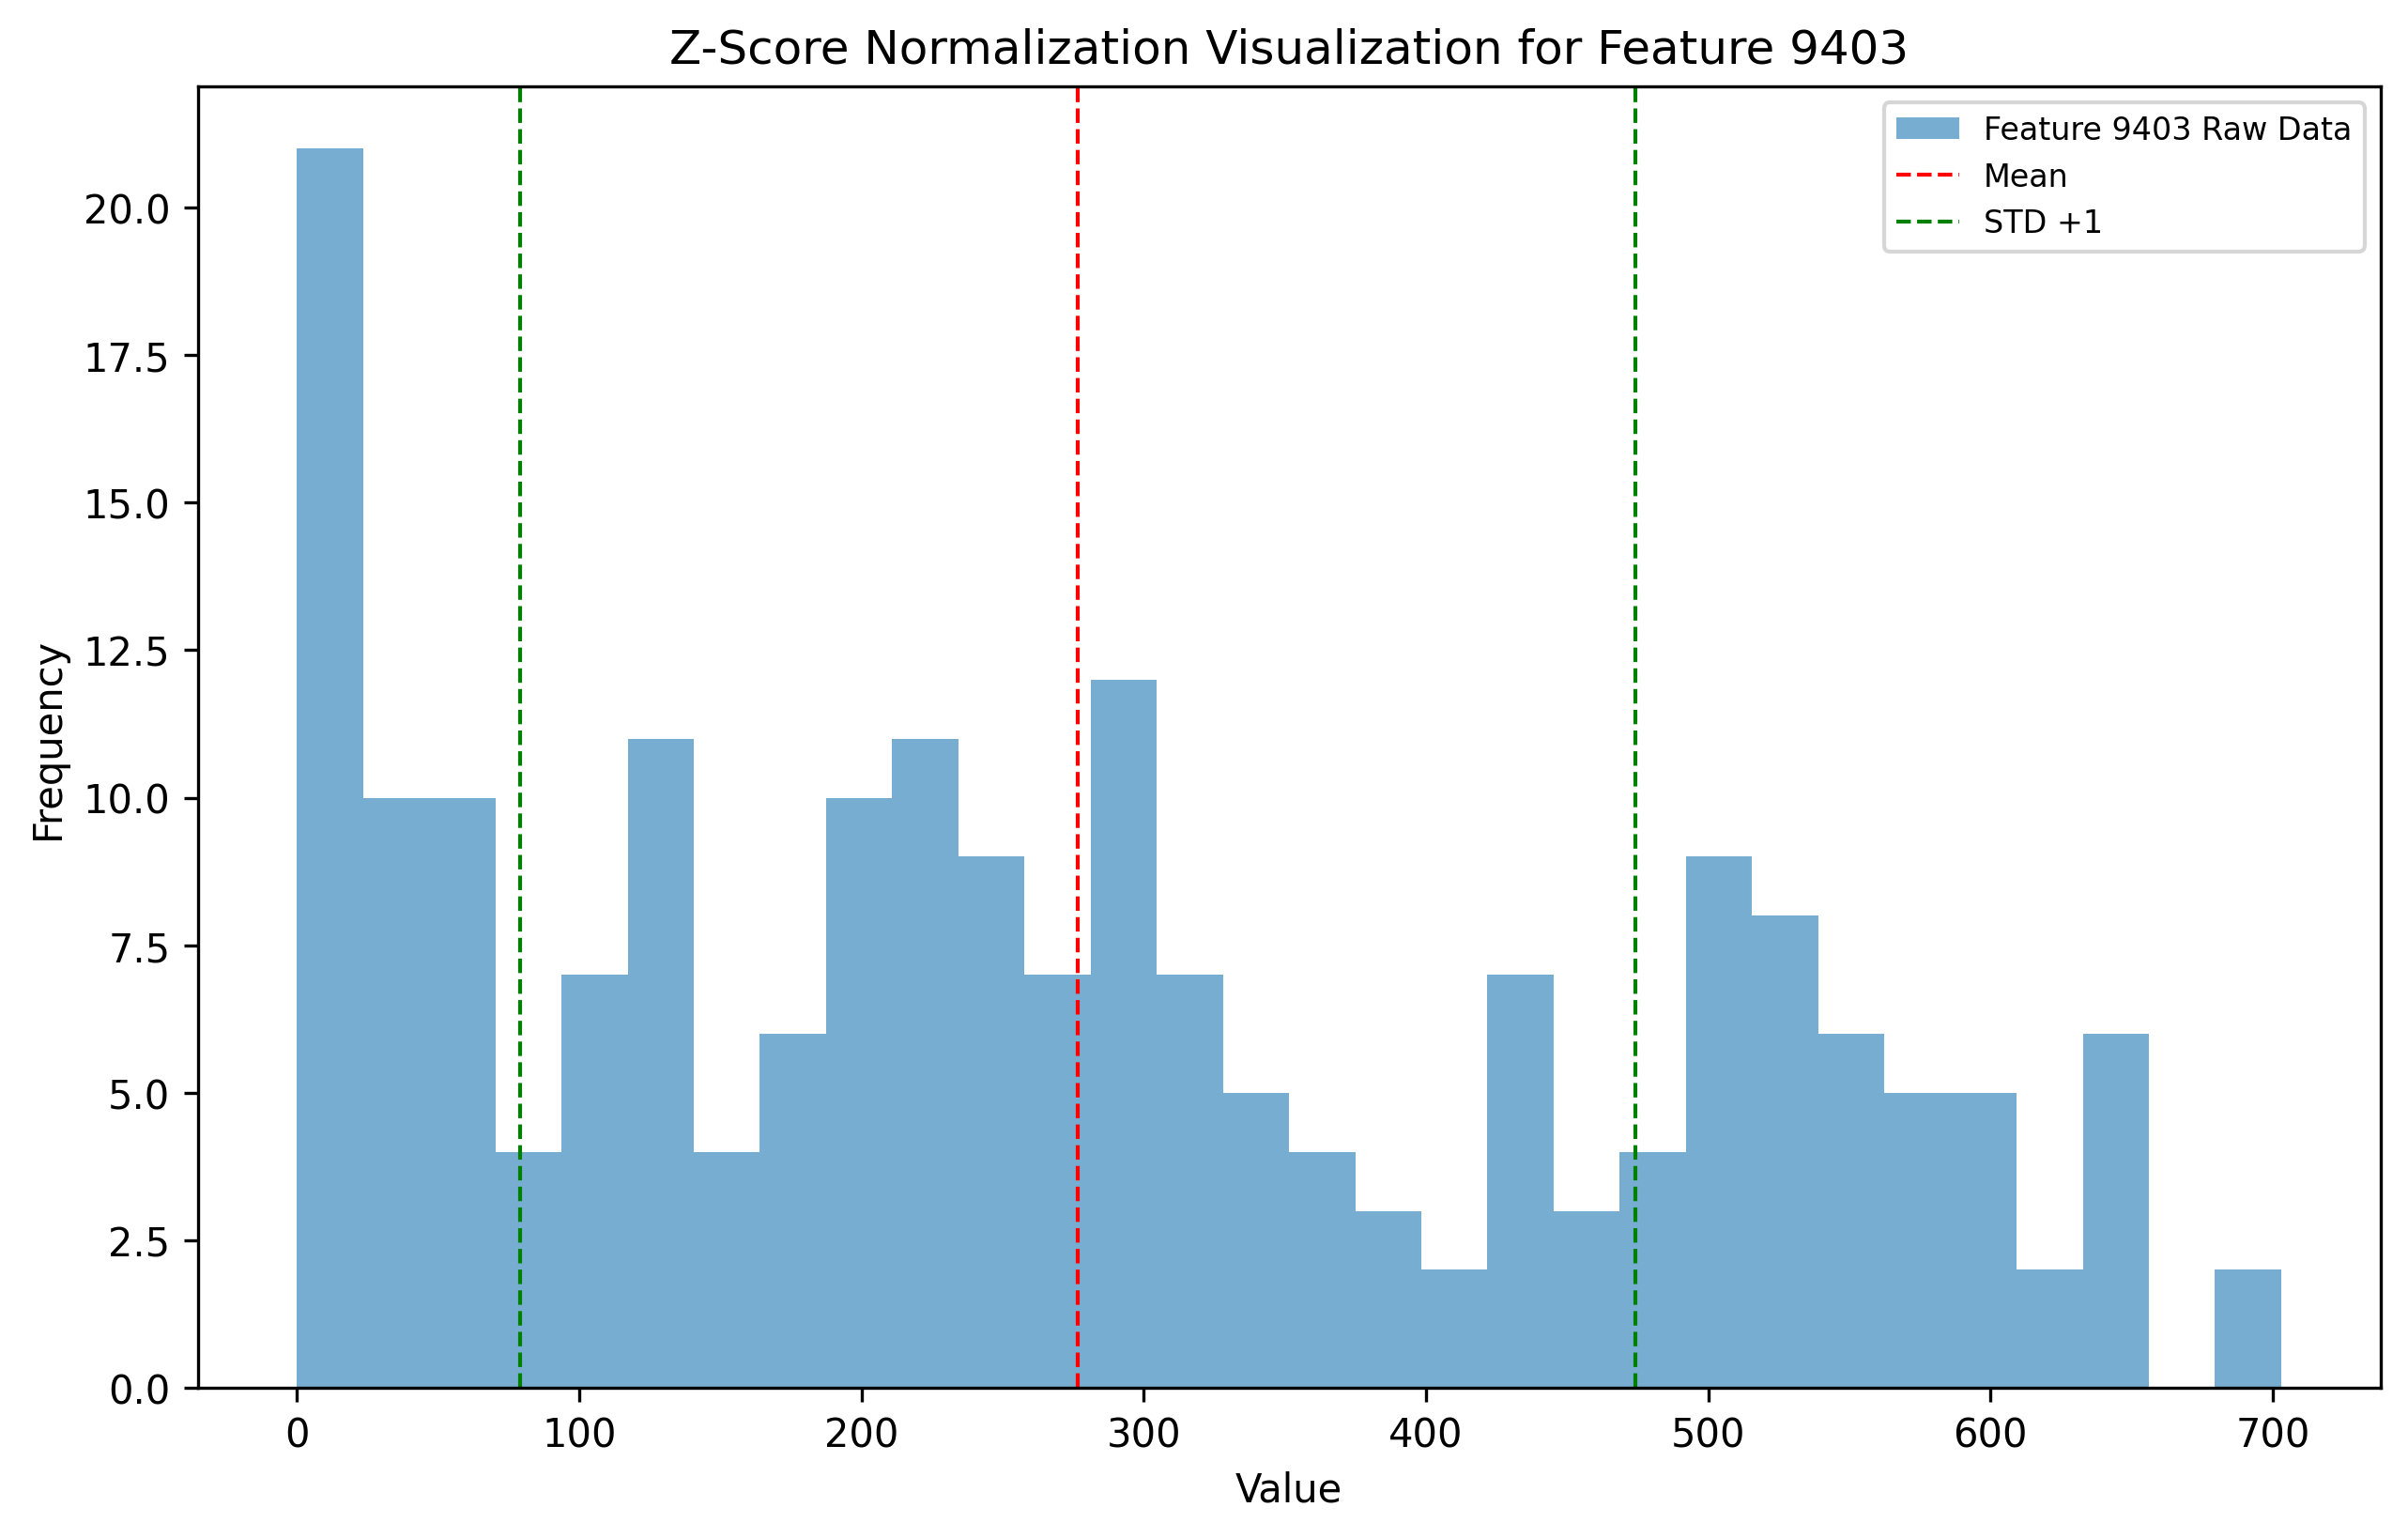 Z-Score Normalization Visualization for Feature 9403
Feature 9403 Raw Data
Mean
STD +1
Frequency
20.0
17.5
15.0
12.5
10.0
7.5
5.0
2.5
0.0
0 100 200 300 400 500 600 700
Value